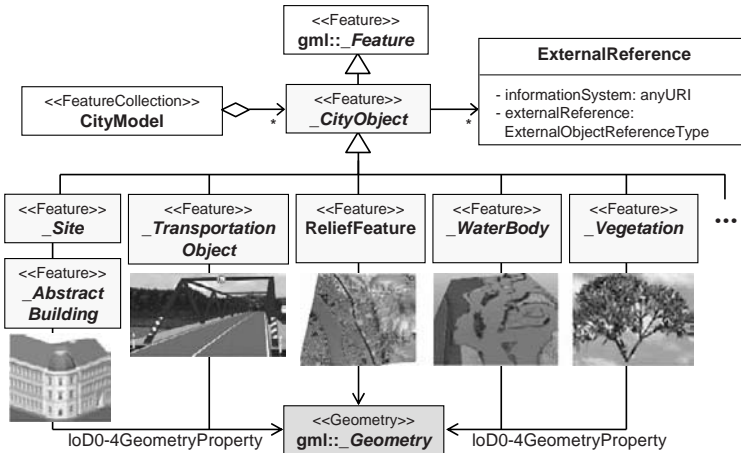 <<Feature>>
gml::_Feature
<<FeatureCollection>>
CityModel
*
<<Feature>>
_CityObject
*
ExternalReference
- informationSystem: anyURI
- externalReference:
ExternalObjectReferenceType
<<Feature>>
_Site
<<Feature>>
_Transportation
Object
<<Feature>>
ReliefFeature
<<Feature>>
_WaterBody
<<Feature>>
_Vegetation
...
<<Feature>>
_Abstract
Building
loD0-4GeometryProperty
<<Geometry>>
gml::_Geometry
loD0-4GeometryProperty